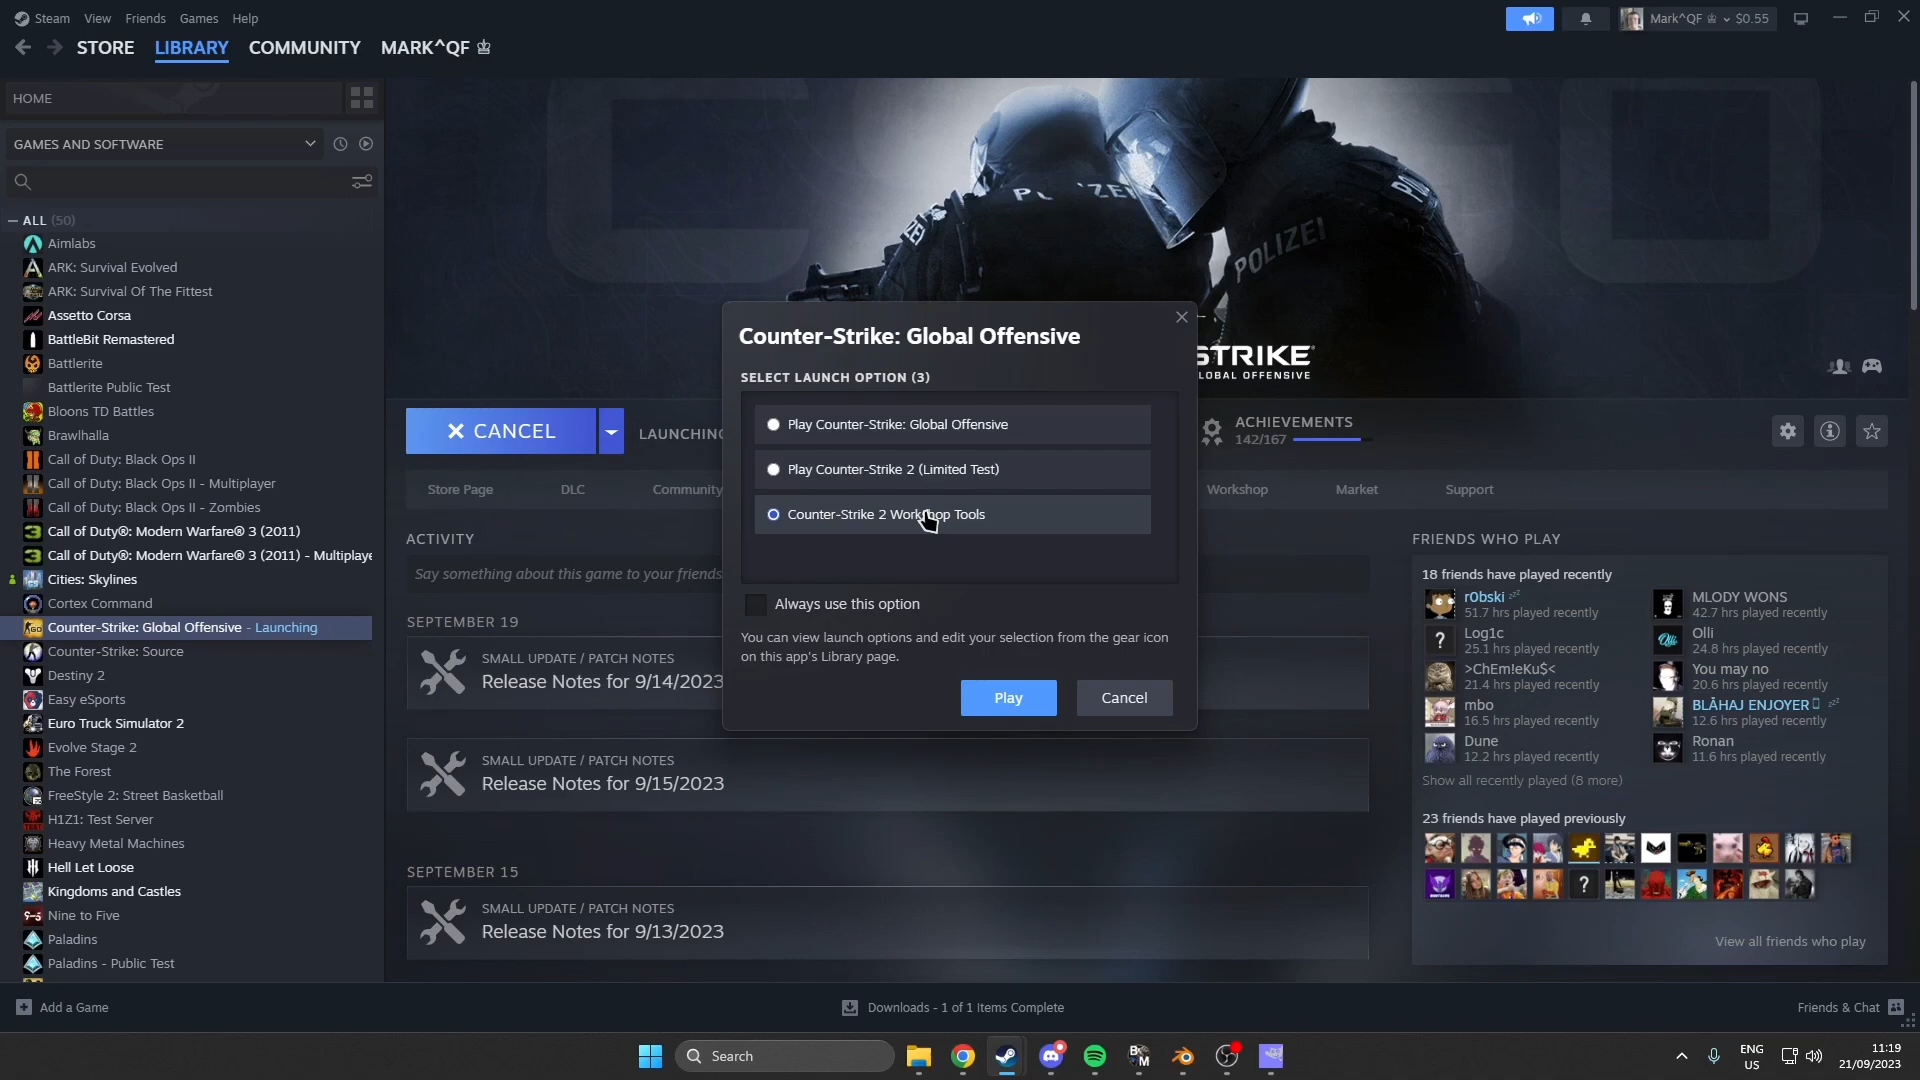 Steam View Friends Games Help
Mark^QF $0.55
STORE LIBRARY COMMUNITY MARK^QF
HOME
GAMES AND SOFTWARE
ALL (50)
Aimlabs
ARK: Survival Evolved
ARK: Survival Of The Fittest
Assetto Corsa
BattleBit Remastered
Battlerite
Battlerite Public Test
Bloons TD Battles
Brawlhalla
Call of Duty: Black Ops II
Call of Duty: Black Ops II - Multiplayer
Call of Duty: Black Ops II - Zombies
Call of Duty®: Modern Warfare® 3 (2011)
Call of Duty®: Modern Warfare® 3 (2011) - Multiplaye
Cities: Skylines
Cortex Command
Counter-Strike: Global Offensive - Launching
Counter-Strike: Source
Destiny 2
Easy eSports
Euro Truck Simulator 2
Evolve Stage 2
The Forest
FreeStyle 2: Street Basketball
H1Z1: Test Server
Heavy Metal Machines
Hell Let Loose
Kingdoms and Castles
Nine to Five
Paladins
Paladins - Public Test
POLIZEI
STRIKE
LOBAL OFFENSIVE
CANCEL
LAUNCHING
ACHIEVEMENTS
142/167
Store Page DLC Community
Workshop Market Support
ACTIVITY
Say something about this game to your friends
SEPTEMBER 19
SMALL UPDATE / PATCH NOTES
Release Notes for 9/14/2023
SMALL UPDATE / PATCH NOTES
Release Notes for 9/15/2023
SEPTEMBER 15
SMALL UPDATE / PATCH NOTES
Release Notes for 9/13/2023
Counter-Strike: Global Offensive
SELECT LAUNCH OPTION (3)
Play Counter-Strike: Global Offensive
Play Counter-Strike 2 (Limited Test)
Counter-Strike 2 Workshop Tools
Always use this option
You can view launch options and edit your selection from the gear icon
on this app's Library page.
Play Cancel
FRIENDS WHO PLAY
18 friends have played recently
r0bski
51.7 hrs played recently
MLODY WONS
42.7 hrs played recently
Log1c
25.1 hrs played recently
Olli
24.8 hrs played recently
>ChEm!eKu$<
21.4 hrs played recently
You may no
20.6 hrs played recently
mbo
16.5 hrs played recently
BLÅHAJ ENJOYER
12.6 hrs played recently
Dune
12.2 hrs played recently
Ronan
11.6 hrs played recently
Show all recently played (8 more)
23 friends have played previously
View all friends who play
Add a Game
Downloads - 1 of 1 Items Complete
Friends & Chat
Search
ENG
US
11:19
21/09/2023